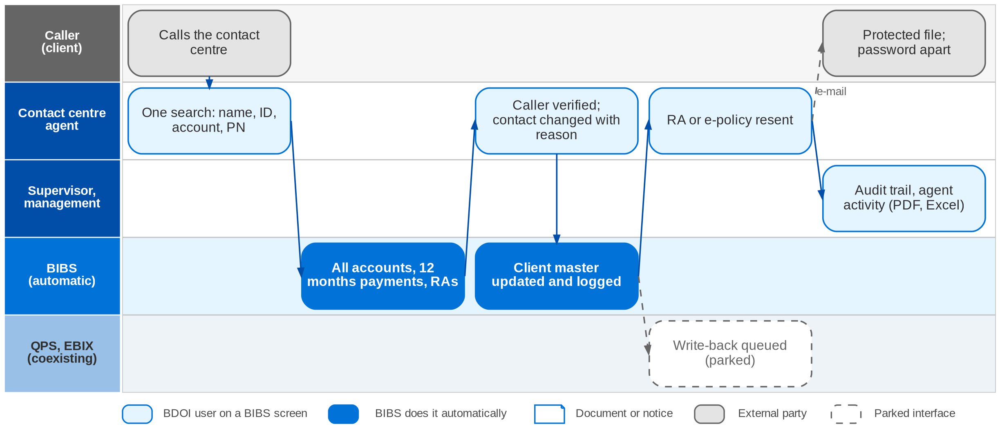 Caller
(client)
Calls the contact
centre
Protected file;
password apart
e-mail
Contact centre
agent
One search: name, ID,
account, PN
Caller verified;
contact changed with
reason
RA or e-policy resent
Supervisor,
management
Audit trail, agent
activity (PDF, Excel)
BIBS
(automatic)
All accounts, 12
months payments, RAs
Client master
updated and logged
QPS, EBIX
(coexisting)
Write-back queued
(parked)
BDOI user on a BIBS screen
BIBS does it automatically
Document or notice
External party
Parked interface